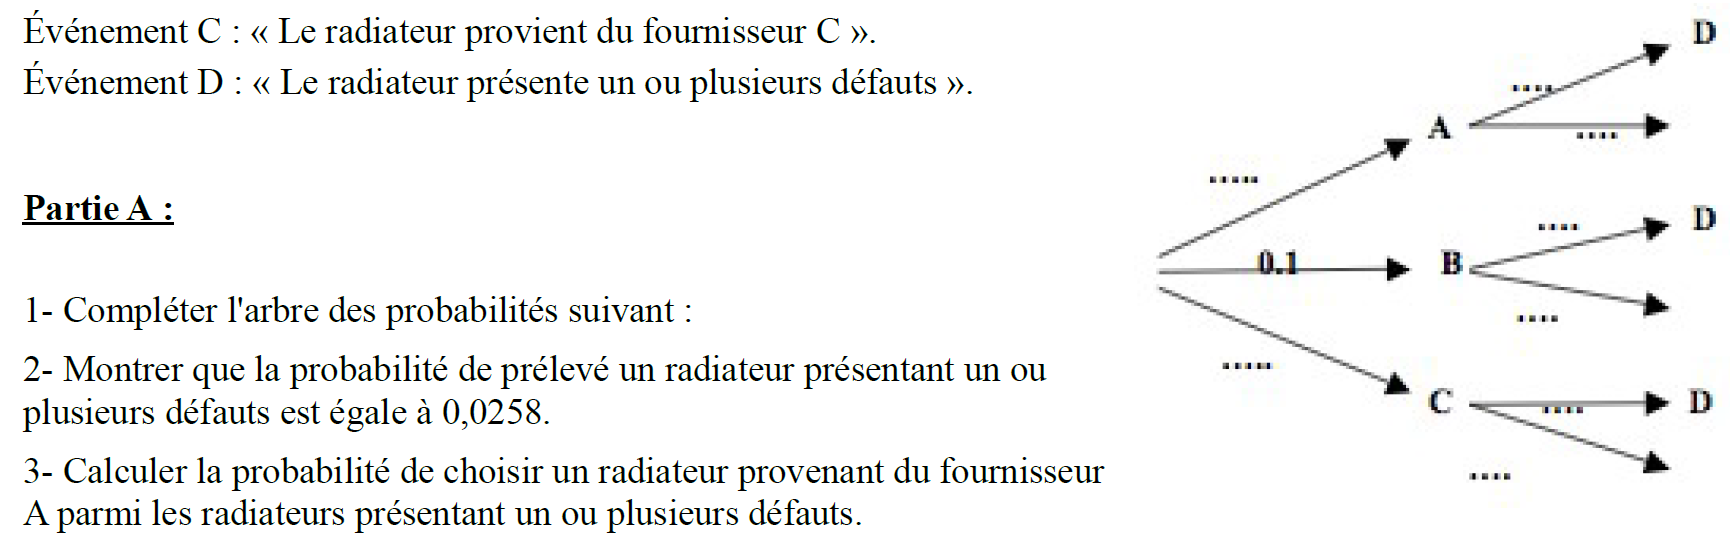 Événement C : « Le radiateur provient du fournisseur C ».
Événement D : « Le radiateur présente un ou plusieurs défauts ».
Partie A :
1- Compléter l'arbre des probabilités suivant :
2- Montrer que la probabilité de prélevé un radiateur présentant un ou
plusieurs défauts est égale à 0,0258.
3- Calculer la probabilité de choisir un radiateur provenant du fournisseur
A parmi les radiateurs présentant un ou plusieurs défauts.
D
....
A
....
.....
D
....
0.1
B
....
.....
C
....
D
....